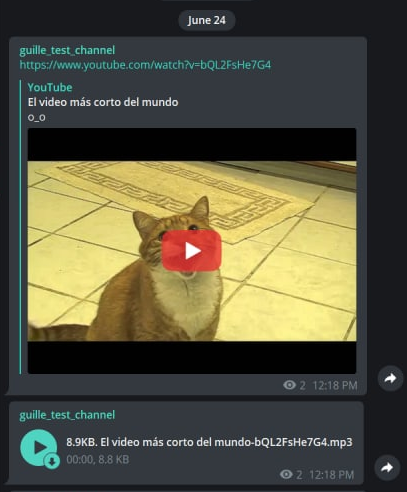 June 24
guille_test_channel
https://www.youtube.com/watch?v=bQL2FsHe7G4
YouTube
El video más corto del mundo
o_o
2 12:18 PM
guille_test_channel
8.9KB. El video más corto del mundo-bQL2FsHe7G4.mp3
00:00, 8.8 KB
2 12:18 PM